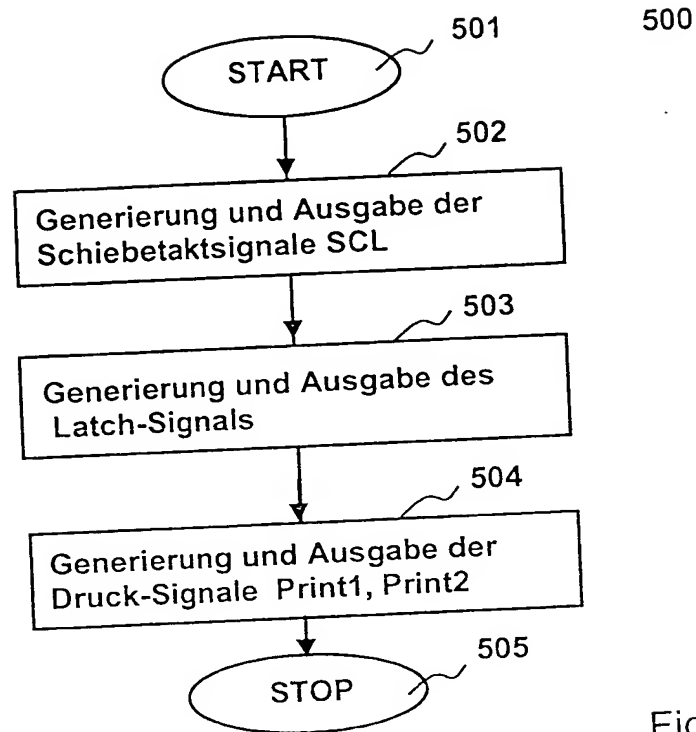 500
501
START
502
Generierung und Ausgabe der
Schiebetaktsignale SCL
503
Generierung und Ausgabe des
Latch-Signals
504
Generierung und Ausgabe der
Druck-Signale Print1, Print2
505
STOP